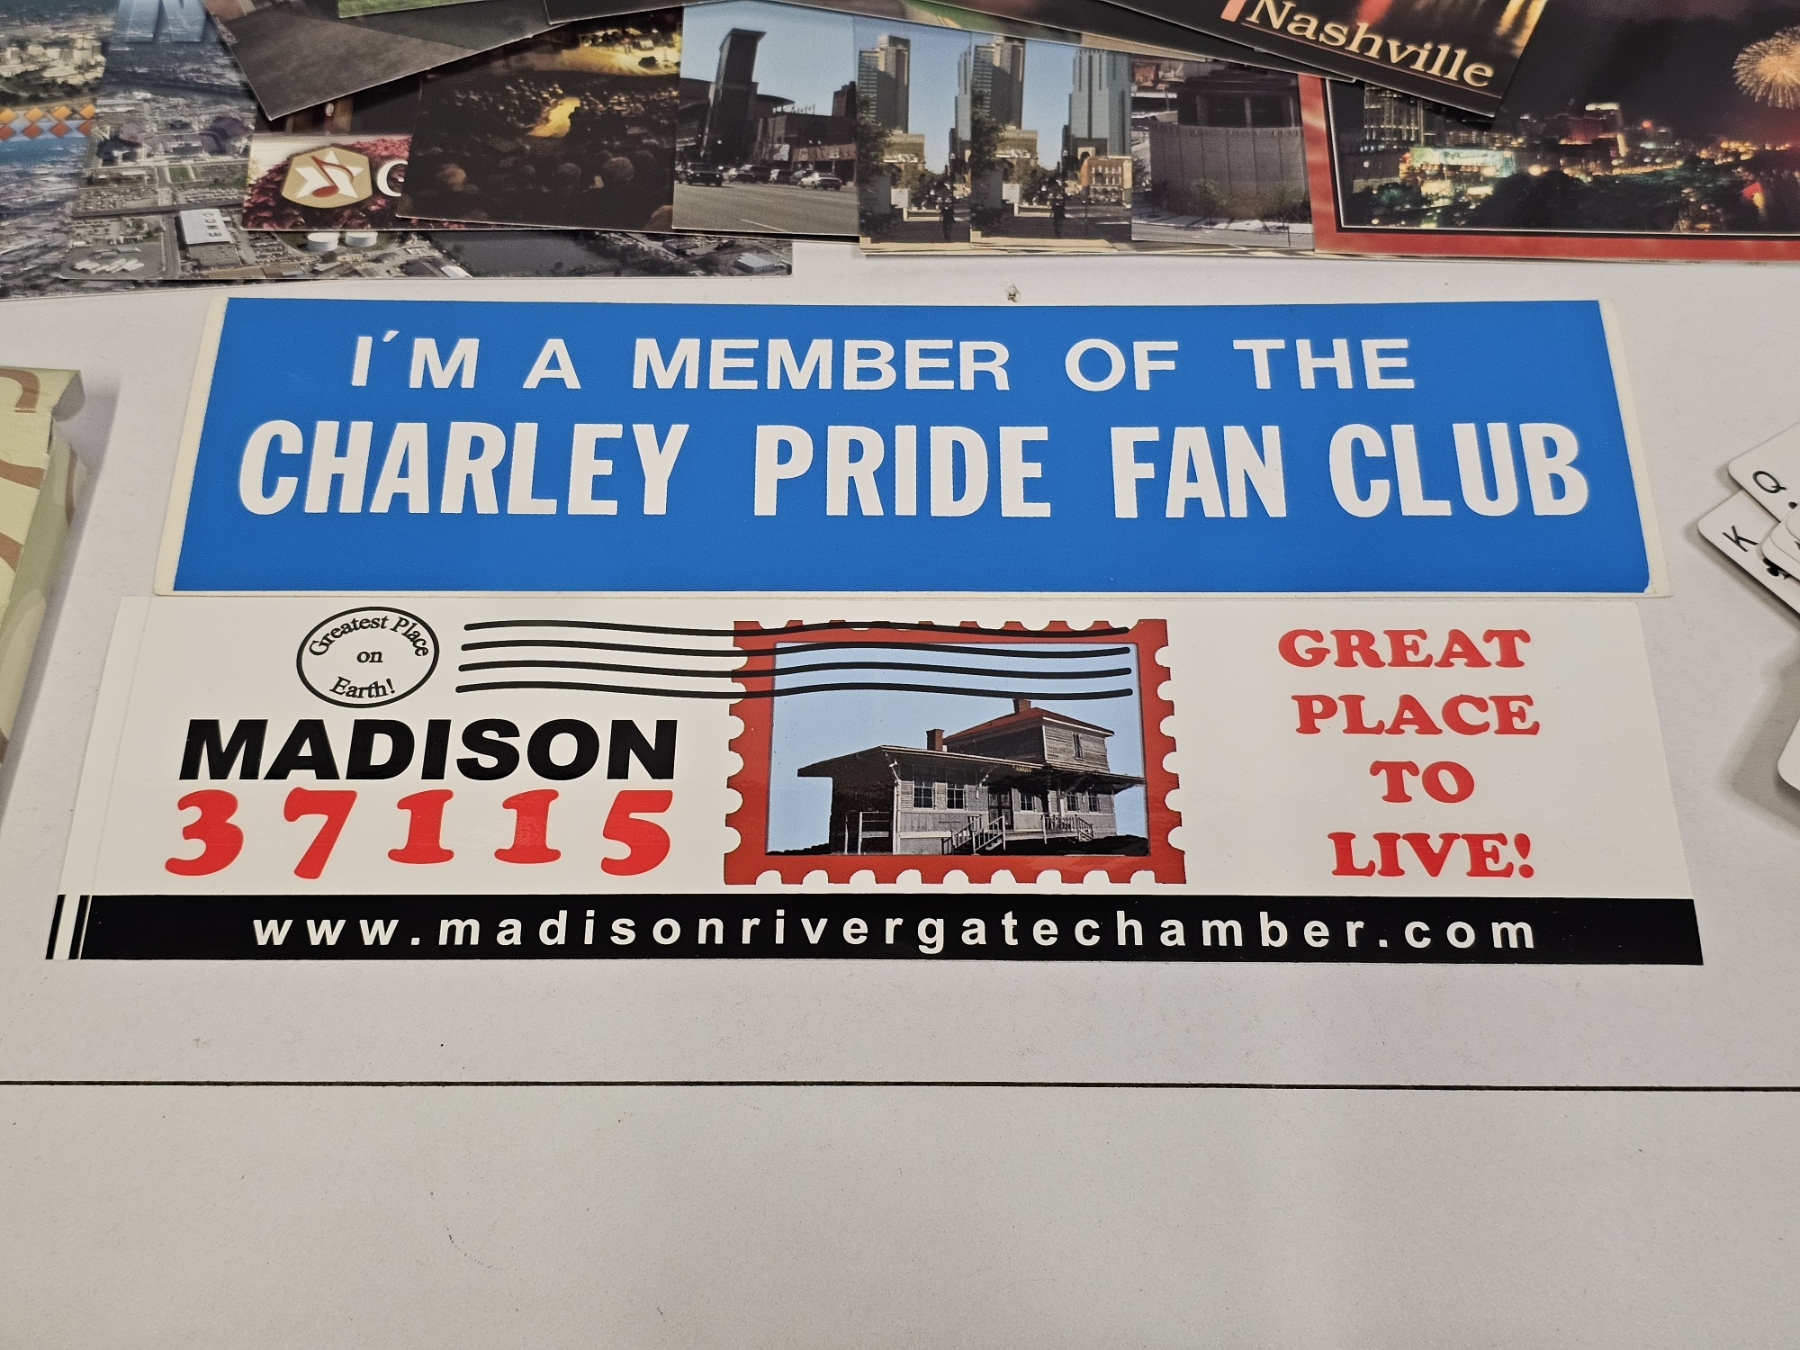 Nashville
I'M A MEMBER OF THE
CHARLEY PRIDE FAN CLUB
Greatest Place
on
Earth!
MADISON
37115
GREAT
PLACE
TO
LIVE!
www.madisonrivergatechamber.com
Q
K